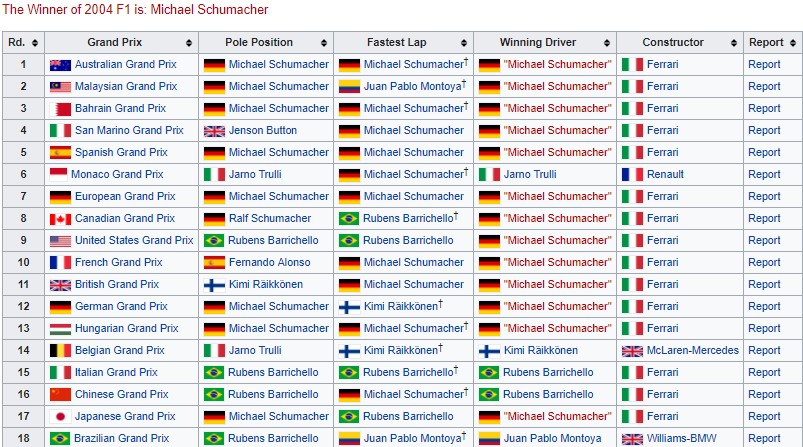 The Winner of 2004 F1 is: Michael Schumacher
Rd. Grand Prix Pole Position Fastest Lap Winning Driver Constructor Report
1 Australian Grand Prix Michael Schumacher Michael Schumacher† "Michael Schumacher" Ferrari Report
2 Malaysian Grand Prix Michael Schumacher Juan Pablo Montoya† "Michael Schumacher" Ferrari Report
3 Bahrain Grand Prix Michael Schumacher Michael Schumacher† "Michael Schumacher" Ferrari Report
4 San Marino Grand Prix Jenson Button Michael Schumacher "Michael Schumacher" Ferrari Report
5 Spanish Grand Prix Michael Schumacher Michael Schumacher "Michael Schumacher" Ferrari Report
6 Monaco Grand Prix Jarno Trulli Michael Schumacher† Jarno Trulli Renault Report
7 European Grand Prix Michael Schumacher Michael Schumacher "Michael Schumacher" Ferrari Report
8 Canadian Grand Prix Ralf Schumacher Rubens Barrichello† "Michael Schumacher" Ferrari Report
9 United States Grand Prix Rubens Barrichello Rubens Barrichello "Michael Schumacher" Ferrari Report
10 French Grand Prix Fernando Alonso Michael Schumacher "Michael Schumacher" Ferrari Report
11 British Grand Prix Kimi Räikkönen Michael Schumacher "Michael Schumacher" Ferrari Report
12 German Grand Prix Michael Schumacher Kimi Räikkönen† "Michael Schumacher" Ferrari Report
13 Hungarian Grand Prix Michael Schumacher Michael Schumacher† "Michael Schumacher" Ferrari Report
14 Belgian Grand Prix Jarno Trulli Kimi Räikkönen† Kimi Räikkönen McLaren-Mercedes Report
15 Italian Grand Prix Rubens Barrichello Rubens Barrichello† Rubens Barrichello Ferrari Report
16 Chinese Grand Prix Rubens Barrichello Michael Schumacher† Rubens Barrichello Ferrari Report
17 Japanese Grand Prix Michael Schumacher Rubens Barrichello "Michael Schumacher" Ferrari Report
18 Brazilian Grand Prix Rubens Barrichello Juan Pablo Montoya† Juan Pablo Montoya Williams-BMW Report